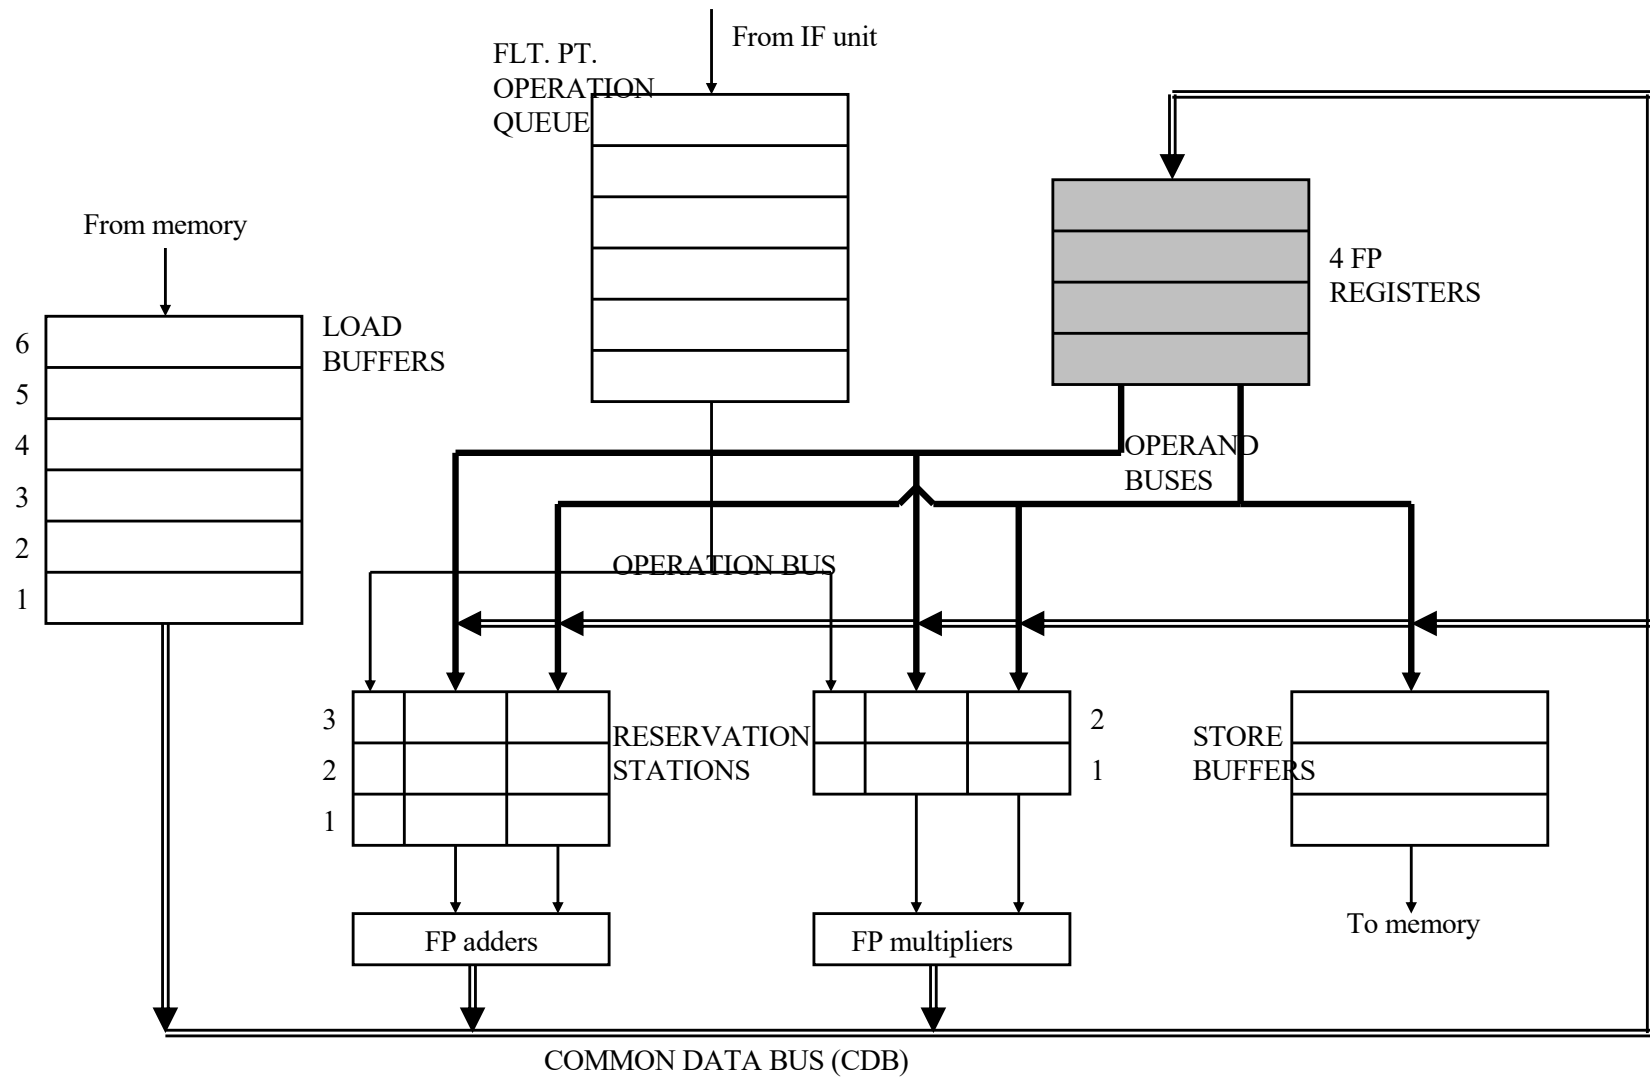 From IF unit
FLT. PT.
OPERATION
QUEUE
From memory
4 FP
REGISTERS
LOAD
BUFFERS
6
5
4
3
2
1
OPERAND
BUSES
OPERATION BUS
3
2
1
RESERVATION
STATIONS
2
1
STORE
BUFFERS
FP adders
FP multipliers
To memory
COMMON DATA BUS (CDB)